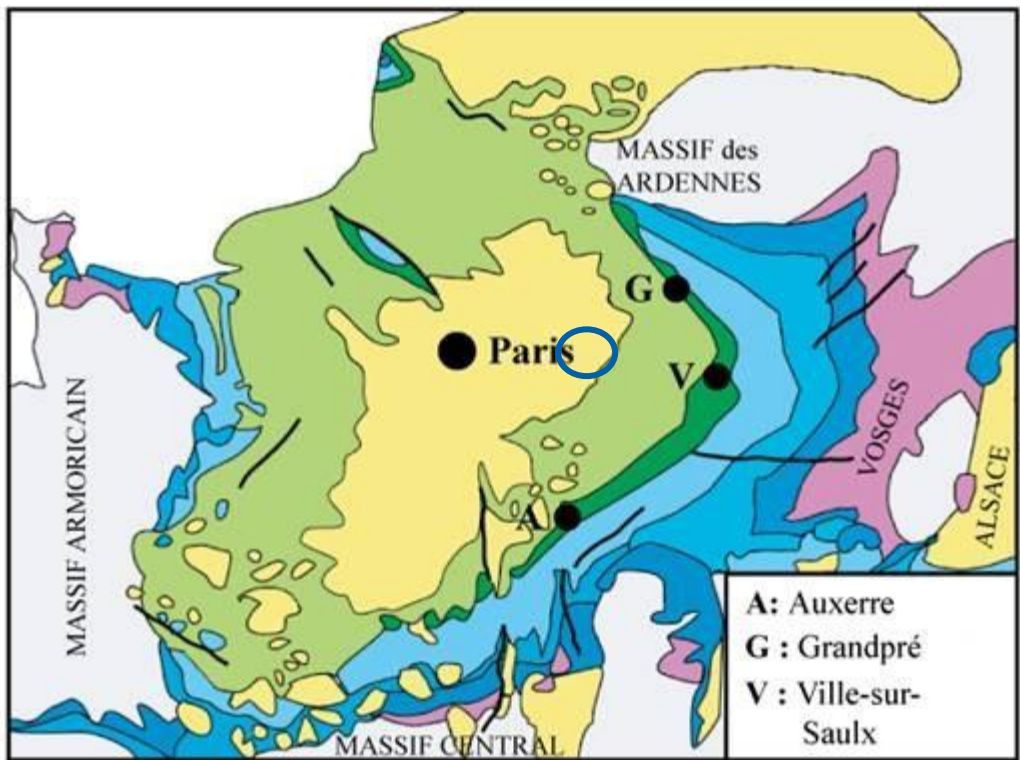 MASSIF des
ARDENNES
G
Paris
V
MASSIF ARMORICAIN
VOSGES
ALSACE
A
A: Auxerre
G : Grandpré
V : Ville-sur-
Saulx
MASSIF CENTRAL